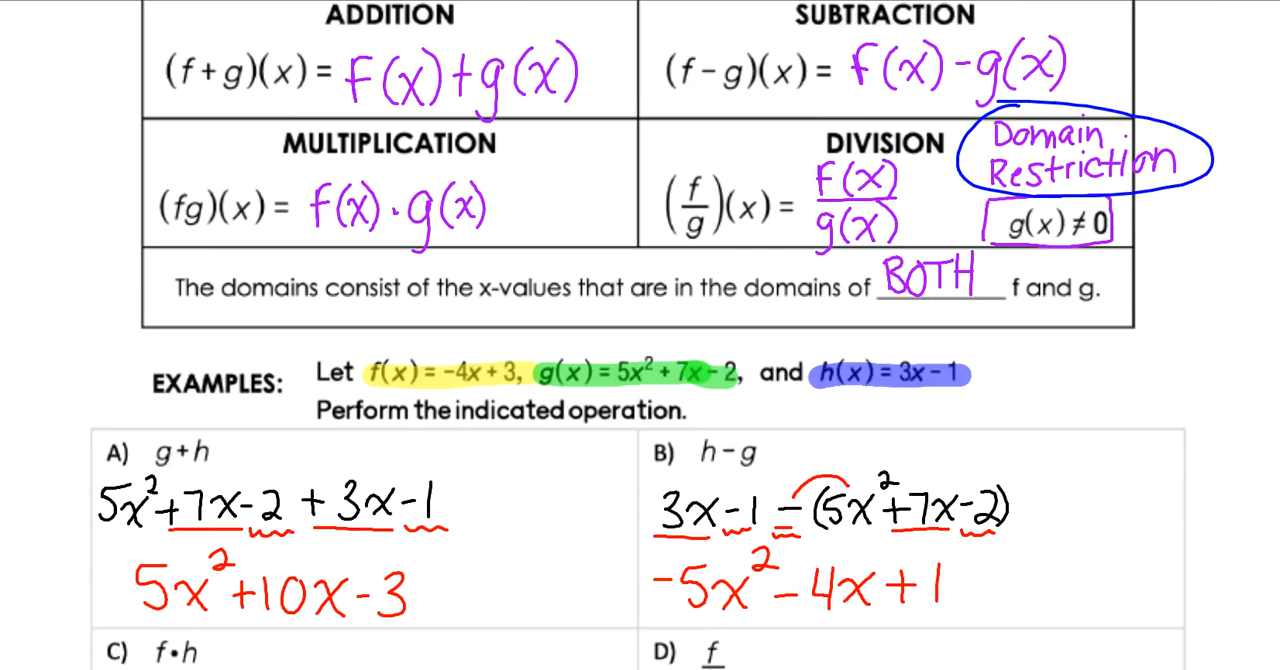 ADDITION
(f+g)(x) = f(x)+g(x)
SUBTRACTION
(f-g)(x) = f(x)-g(x)
MULTIPLICATION
(fg)(x) = f(x)·g(x)
DIVISION
Domain Restriction
(f/g)(x) = f(x)/g(x)
g(x) ≠ 0
The domains consist of the x-values that are in the domains of BOTH f and g.
EXAMPLES: Let f(x) = -4x + 3, g(x) = 5x² + 7x - 2, and h(x) = 3x - 1
Perform the indicated operation.
A) g+h
5x²+7x-2 + 3x-1
5x²+10x-3
B) h-g
3x-1-(5x²+7x-2)
-5x²-4x+1
C) f•h
D) f